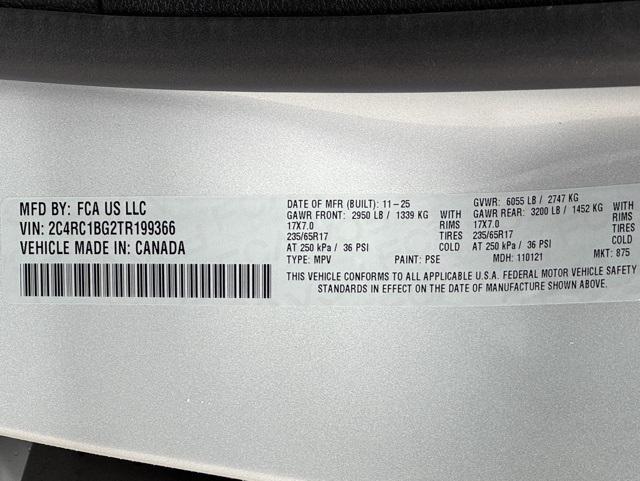 MFD BY: FCA US LLC
VIN: 2C4RC1BG2TR199366
VEHICLE MADE IN: CANADA
DATE OF MFR (BUILT): 11-25
GVWR: 6055 LB / 2747 KG
GAWR FRONT: 2950 LB / 1339 KG WITH
17X7.0 RIMS
235/65R17 TIRES
AT 250 kPa / 36 PSI COLD
GAWR REAR: 3200 LB / 1452 KG WITH
17X7.0 RIMS
235/65R17 TIRES
AT 250 kPa / 36 PSI COLD
TYPE: MPV PAINT: PSE MDH: 110121 MKT: 875
THIS VEHICLE CONFORMS TO ALL APPLICABLE U.S.A. FEDERAL MOTOR VEHICLE SAFETY
STANDARDS IN EFFECT ON THE DATE OF MANUFACTURE SHOWN ABOVE.